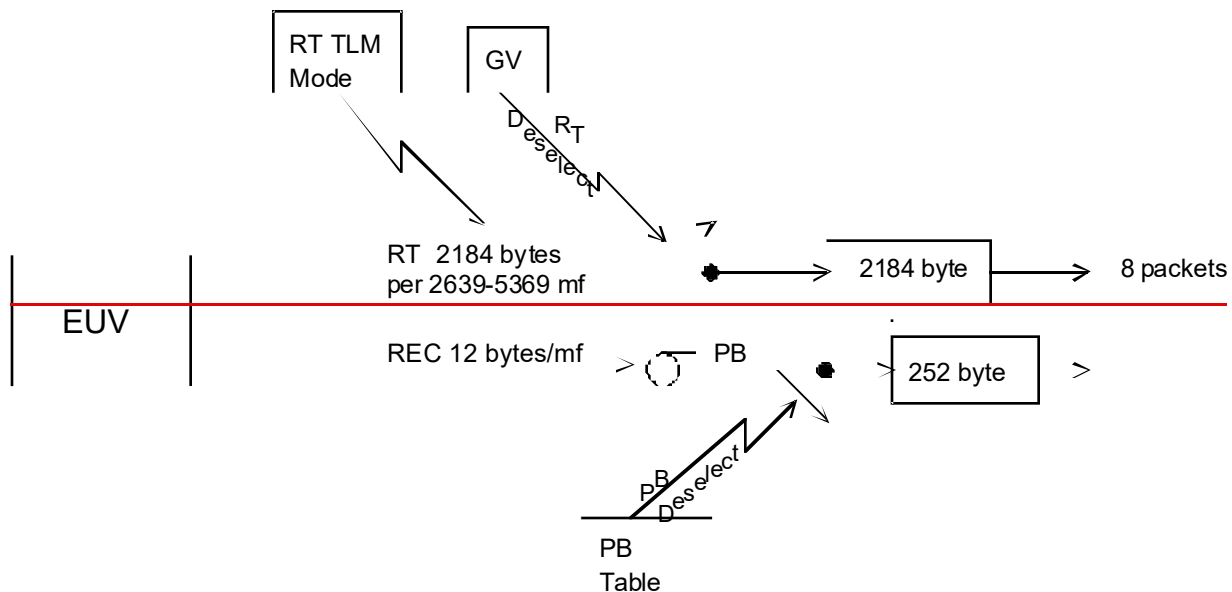 RT TLM
Mode
GV
RT
Deselect
RT 2184 bytes
per 2639-5369 mf
2184 byte
8 packets
EUV
REC 12 bytes/mf
PB
252 byte
PB
Deselect
PB
Table